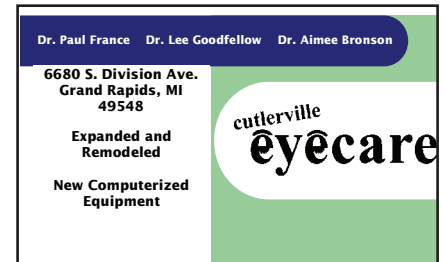 Dr. Paul France Dr. Lee Goodfellow Dr. Aimee Bronson
6680 S. Division Ave.
Grand Rapids, MI
49548
Expanded and
Remodeled
New Computerized
Equipment
cutlerville
eyecare